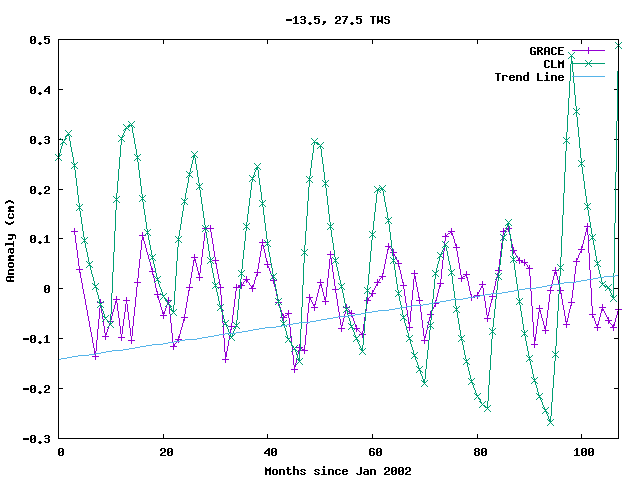 -13.5, 27.5 TWS
GRACE
CLM
Trend Line
0.5
0.4
0.3
0.2
0.1
0
-0.1
-0.2
-0.3
Anomaly (cm)
0 20 40 60 80 100
Months since Jan 2002